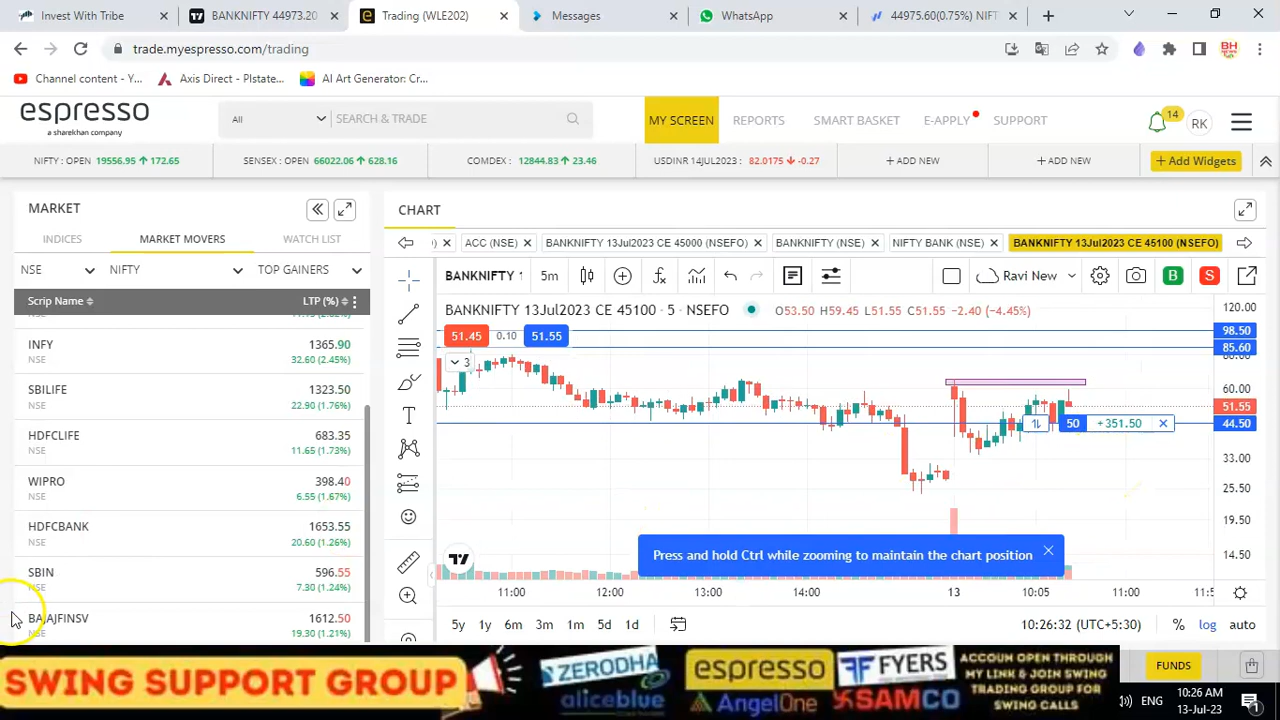 Invest With Tribe
BANKNIFTY 44973.20
Trading (WLE202)
Messages
WhatsApp
44975.60(0.75%) NIFT
trade.myespresso.com/trading
Channel content - Y...
Axis Direct - Plstate...
AI Art Generator: Cr...
BH
espresso
a sharekhan company
All
SEARCH & TRADE
MY SCREEN
REPORTS
SMART BASKET
E-APPLY
SUPPORT
14
RK
NIFTY: OPEN 19556.95 ↑ 172.65
SENSEX: OPEN 66022.06 ↑ 628.16
COMDEX: 12844.83 ↑ 23.46
USDINR 14JUL2023: 82.0175 ↓ -0.27
+ ADD NEW
+ ADD NEW
+ Add Widgets
MARKET
INDICES
MARKET MOVERS
WATCH LIST
NSE
NIFTY
TOP GAINERS
Scrip Name
LTP (%)
INFY 1365.90
NSE 32.60 (2.45%)
SBILIFE 1323.50
NSE 22.90 (1.76%)
HDFCLIFE 683.35
NSE 11.65 (1.73%)
WIPRO 398.40
NSE 6.55 (1.67%)
HDFCBANK 1653.55
NSE 20.60 (1.26%)
SBIN 596.55
NSE 7.30 (1.24%)
BAJAJFINSV 1612.50
NSE 19.30 (1.21%)
CHART
ACC (NSE)
BANKNIFTY 13Jul2023 CE 45000 (NSEFO)
BANKNIFTY (NSE)
NIFTY BANK (NSE)
BANKNIFTY 13Jul2023 CE 45100 (NSEFO)
BANKNIFTY 1
5m
Ravi New
B
S
BANKNIFTY 13Jul2023 CE 45100 · 5 · NSEFO
O53.50 H59.45 L51.55 C51.55 −2.40 (−4.45%)
51.45 0.10 51.55
3
120.00
98.50
85.60
60.00
51.55
44.50
33.00
25.50
19.50
14.50
50 +351.50
Press and hold Ctrl while zooming to maintain the chart position
11:00 12:00 13:00 14:00 13 10:05 11:00 11:5
5y 1y 6m 3m 1m 5d 1d
10:26:32 (UTC+5:30)
% log auto
SWING SUPPORT GROUP
ZERODHA
aliceblue
espresso
AngelOne
FYERS
SAMCO
ACCOUN OPEN THROUGH
MY LINK & JOIN SWING
TRADING GROUP FOR
SWING CALLS
FUNDS
ENG
10:26 AM
13-Jul-23
1